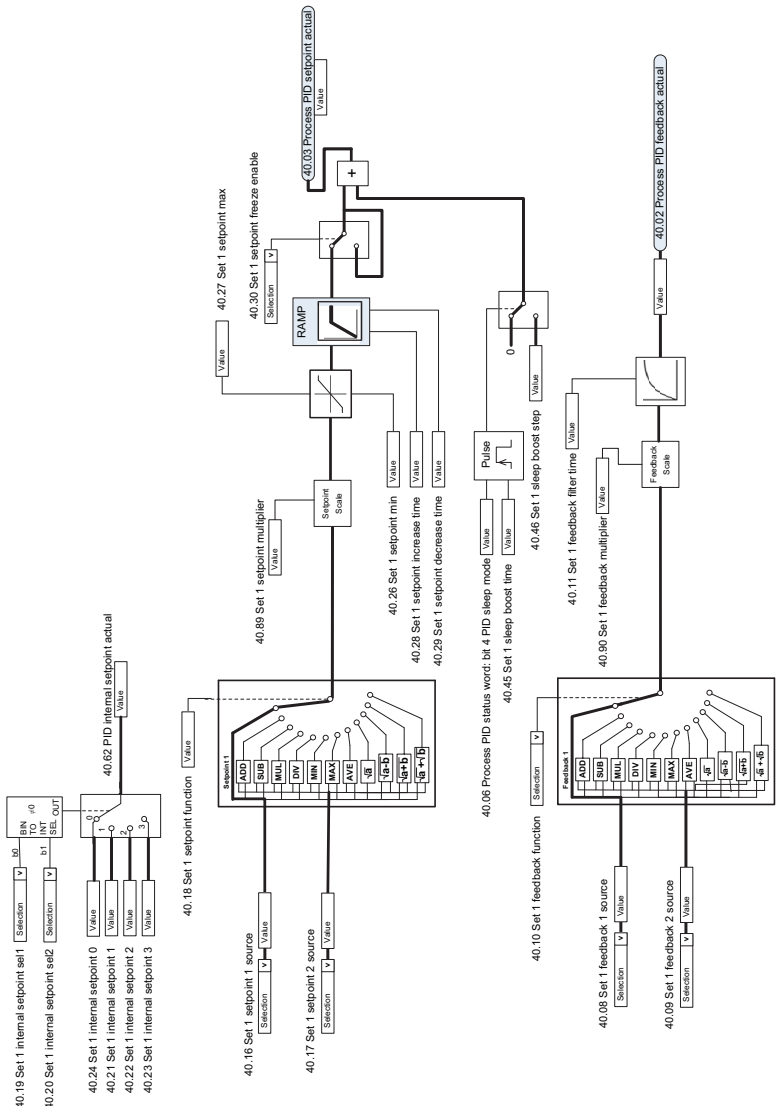 40.19 Set 1 internal setpoint sel1
Selection
v
b0
40.20 Set 1 internal setpoint sel2
Selection
v
b1
BIN
TO
INT
SEL
≠0
OUT
40.24 Set 1 internal setpoint 0
Value
0
40.21 Set 1 internal setpoint 1
Value
1
40.22 Set 1 internal setpoint 2
Value
2
40.23 Set 1 internal setpoint 3
Value
3
40.62 PID internal setpoint actual
Value
40.18 Set 1 setpoint function
Value
40.16 Set 1 setpoint 1 source
Selection
v
Value
40.17 Set 1 setpoint 2 source
Selection
v
Value
Setpoint 1
ADD
SUB
MUL
DIV
MIN
MAX
AVE
√a
√a-b
√a+b
√a +√b
40.89 Set 1 setpoint multiplier
Value
Setpoint
Scale
40.27 Set 1 setpoint max
Value
40.26 Set 1 setpoint min
Value
40.28 Set 1 setpoint increase time
Value
40.29 Set 1 setpoint decrease time
Value
RAMP
40.30 Set 1 setpoint freeze enable
Selection
v
+
40.03 Process PID setpoint actual
Value
40.06 Process PID status word: bit 4 PID sleep mode
Value
40.45 Set 1 sleep boost time
Value
Pulse
0
40.46 Set 1 sleep boost step
Value
40.10 Set 1 feedback function
Selection
v
40.08 Set 1 feedback 1 source
Selection
v
Value
40.09 Set 1 feedback 2 source
Selection
v
Value
Feedback 1
ADD
SUB
MUL
DIV
MIN
MAX
AVE
√a
√a-b
√a+b
√a +√b
40.90 Set 1 feedback multiplier
Value
Feedback
Scale
40.11 Set 1 feedback filter time
Value
Value
40.02 Process PID feedback actual